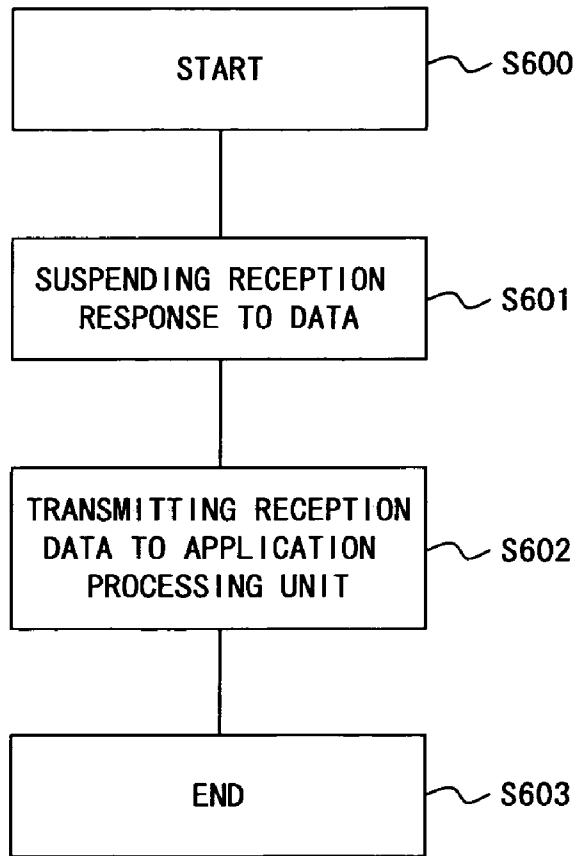 START
S600
SUSPENDING RECEPTION
RESPONSE TO DATA
S601
TRANSMITTING RECEPTION
DATA TO APPLICATION
PROCESSING UNIT
S602
END
S603